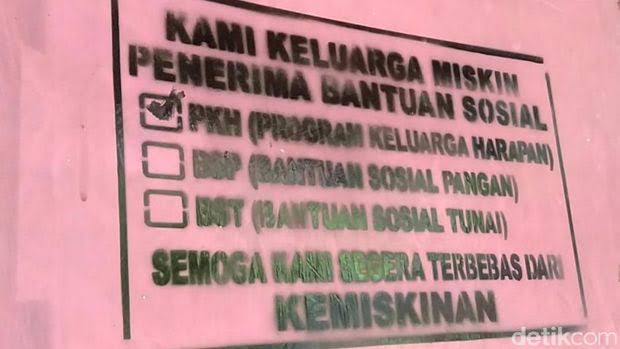 KAMI KELUARGA MISKIN
PENERIMA BANTUAN SOSIAL
PKH (PROGRAM KELUARGA HARAPAN)
BSP (BANTUAN SOSIAL PANGAN)
BST (BANTUAN SOSIAL TUNAI)
SEMOGA KAMI SEGERA TERBEBAS DARI
KEMISKINAN
detikcom